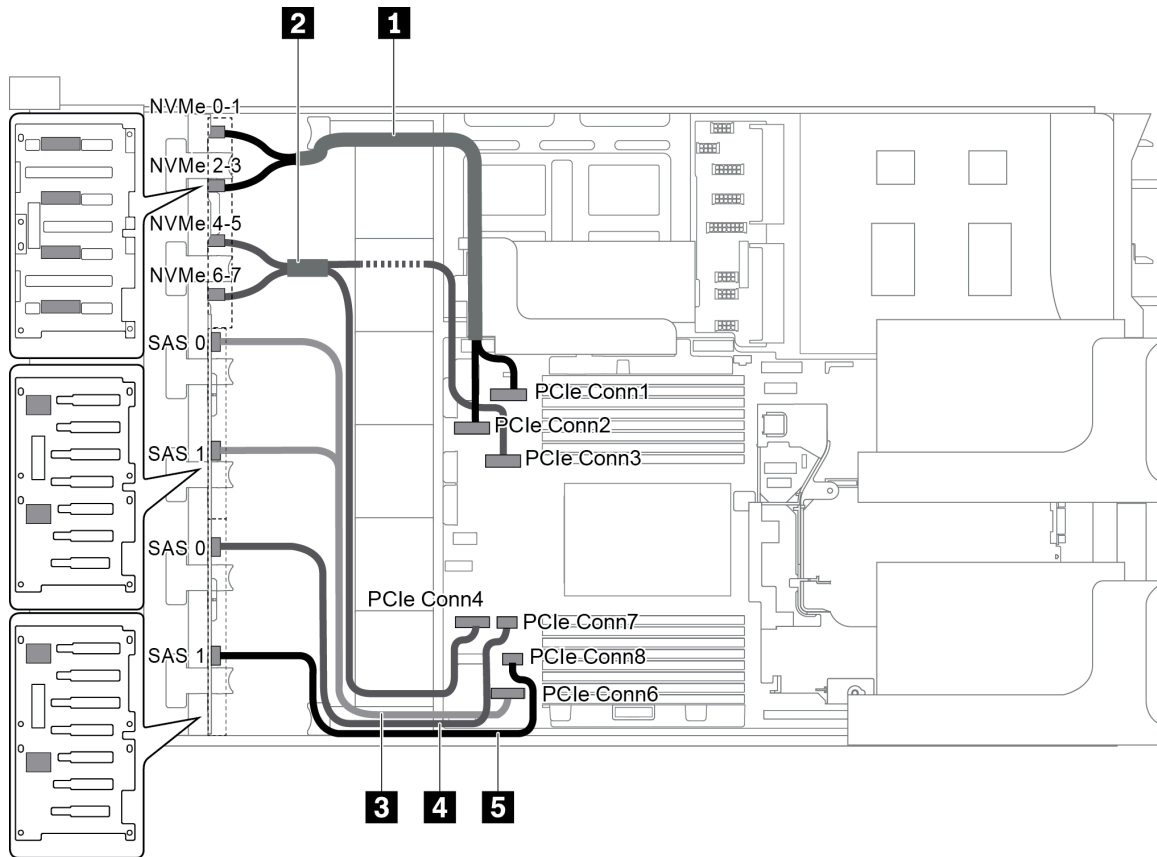 2
1
NVMe 0-1
NVMe 2-3
NVMe 4-5
NVMe 6-7
SAS 0
PCIe Conn1
PCIe Conn2
SAS 1
PCIe Conn3
SAS 0
PCIe Conn4
PCIe Conn7
SAS 1
PCIe Conn8
PCIe Conn6
3
4
5